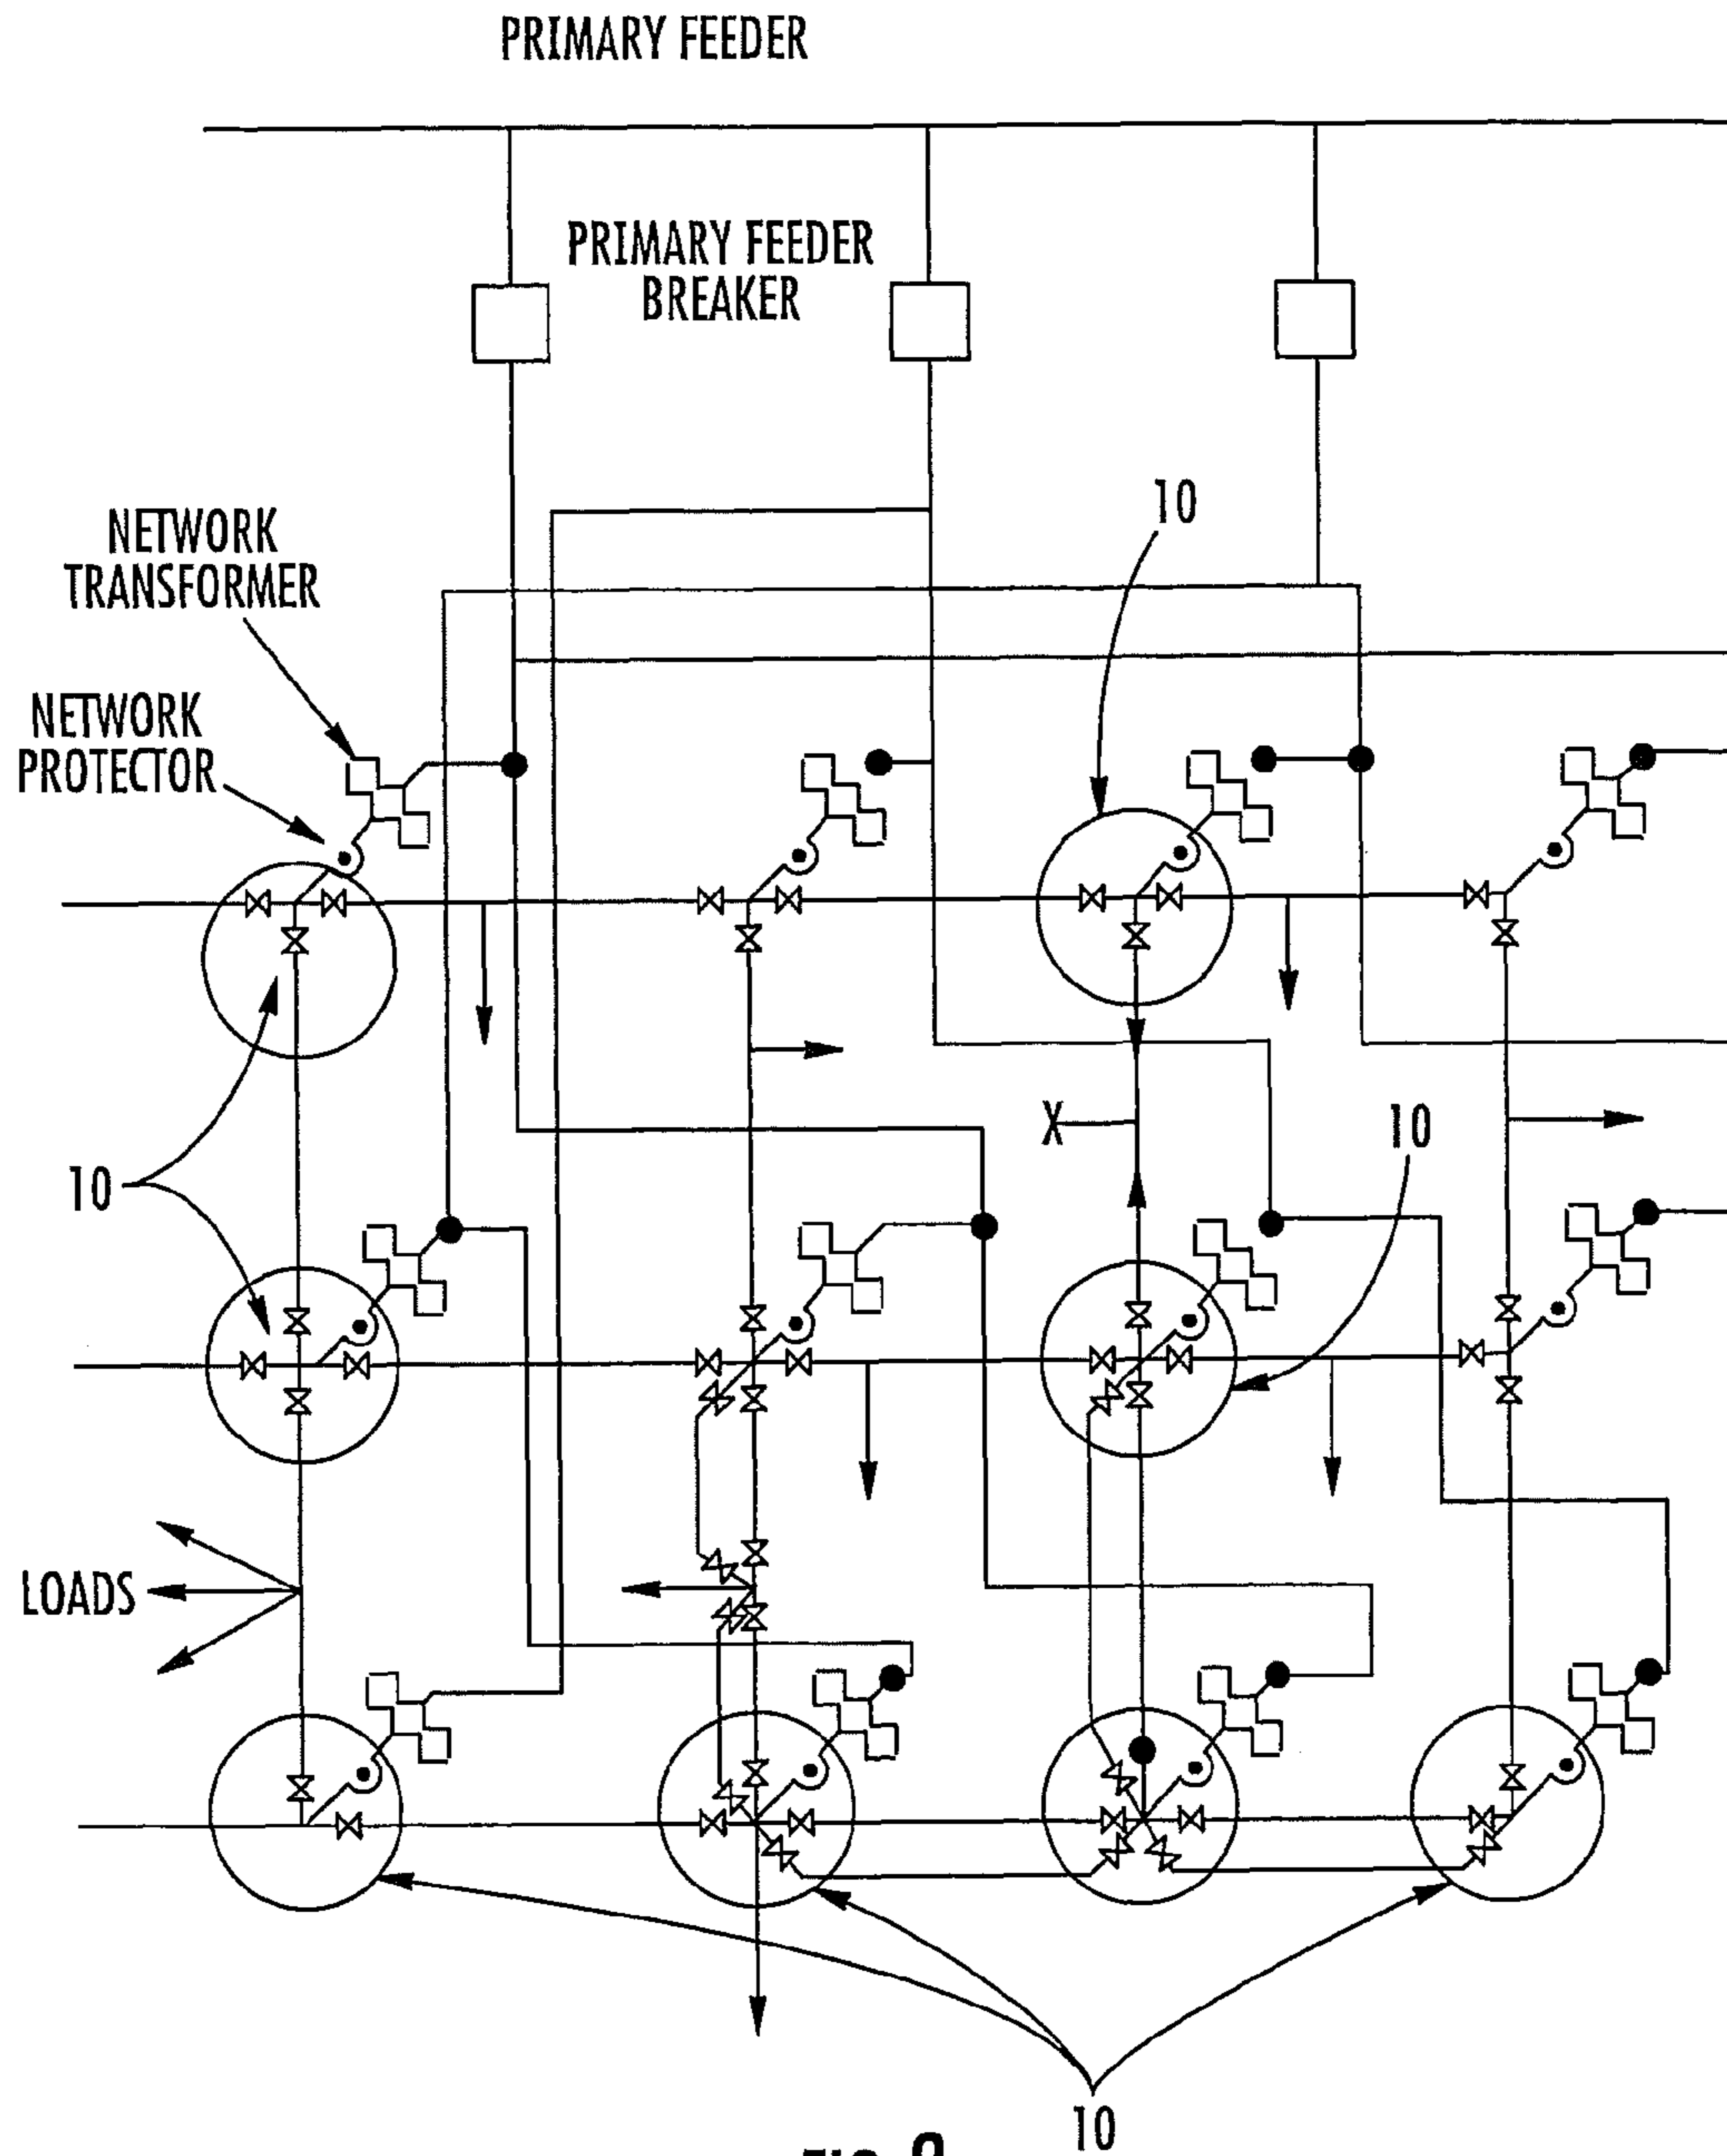 PRIMARY FEEDER
PRIMARY FEEDER
BREAKER
10
NETWORK
TRANSFORMER
NETWORK
PROTECTOR
X
10
10
LOADS
10